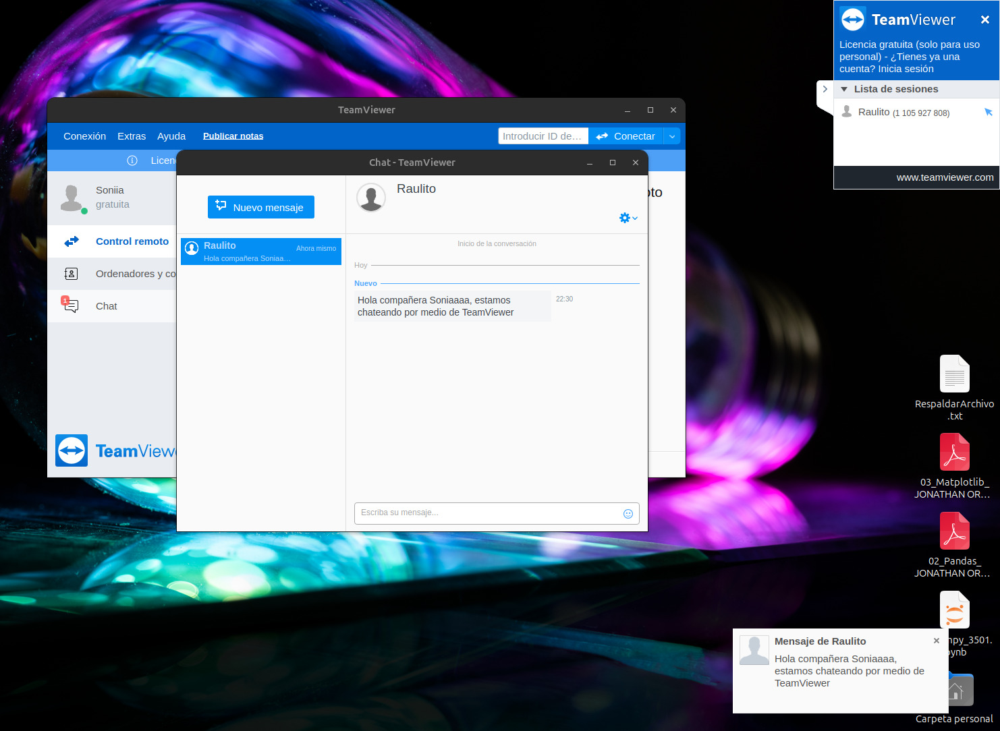 TeamViewer
Licencia gratuita (solo para uso
personal) - ¿Tienes ya una
cuenta? Inicia sesión
Lista de sesiones
Raulito (1 105 927 808)
www.teamviewer.com
TeamViewer
Conexión Extras Ayuda Publicar notas
Introducir ID de… Conectar
Soniia
gratuita
Control remoto
Ordenadores y co
1
Chat
TeamViewe
Chat - TeamViewer
Nuevo mensaje
Raulito
Ahora mismo
Hola compañera Soniaa…
Raulito
Inicio de la conversación
Hoy
Nuevo
Hola compañera Soniaaaa, estamos
chateando por medio de TeamViewer
22:30
Escriba su mensaje...
RespaldarArchivo
.txt
03_Matplotlib_
JONATHAN OR…
02_Pandas_
JONATHAN OR…
mpy_3501.
ynb
Carpeta personal
Mensaje de Raulito
Hola compañera Soniaaaa,
estamos chateando por medio de
TeamViewer